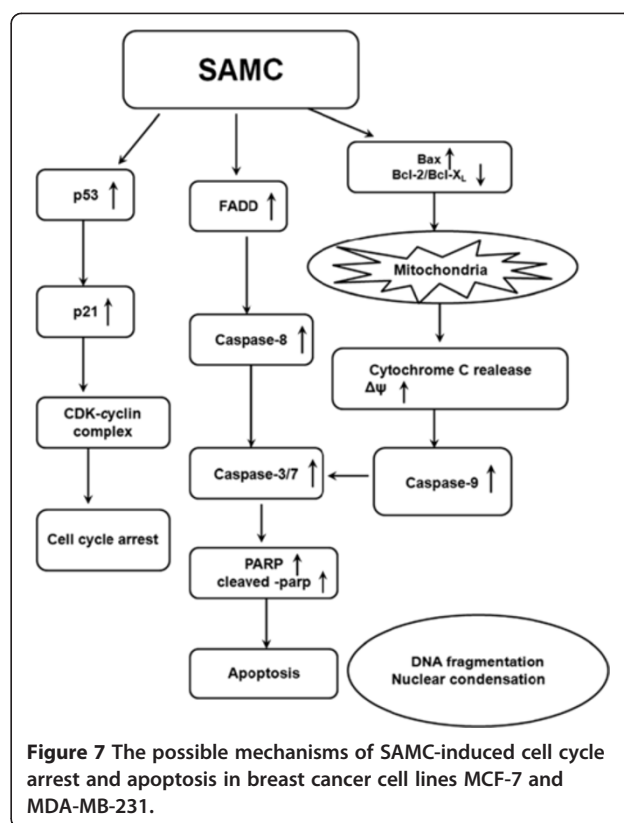 SAMC
p53
p21
CDK-cyclin
complex
Cell cycle arrest
FADD
Caspase-8
Caspase-3/7
PARP
cleaved -parp
Apoptosis
Bax
Bcl-2/Bcl-XL
Mitochondria
Cytochrome C realease
Δψ
Caspase-9
DNA fragmentation
Nuclear condensation
Figure 7 The possible mechanisms of SAMC-induced cell cycle
arrest and apoptosis in breast cancer cell lines MCF-7 and
MDA-MB-231.